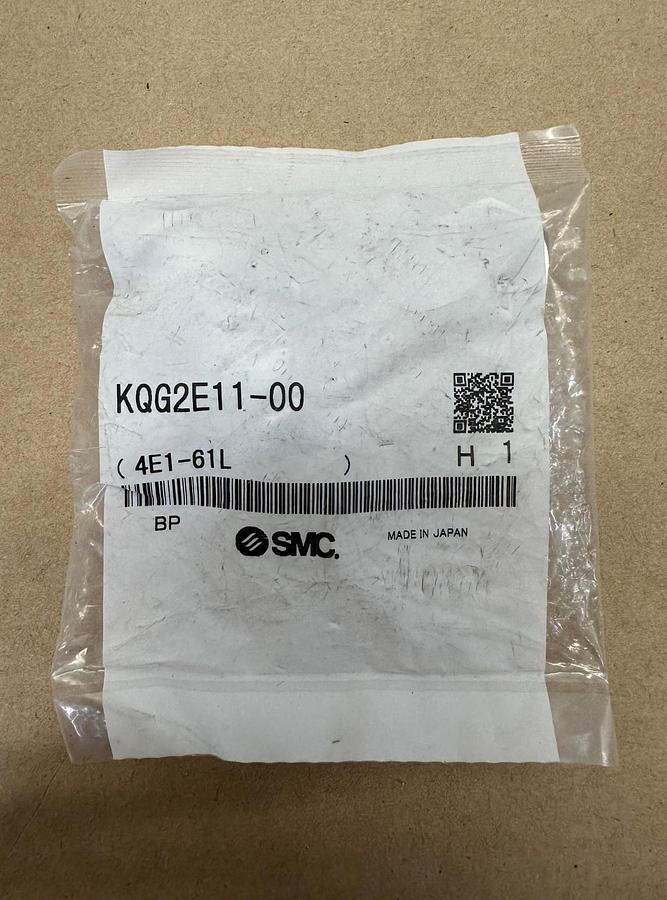 KQG2E11-00
( 4E1-61L )
H 1
BP
SMC.
MADE IN JAPAN